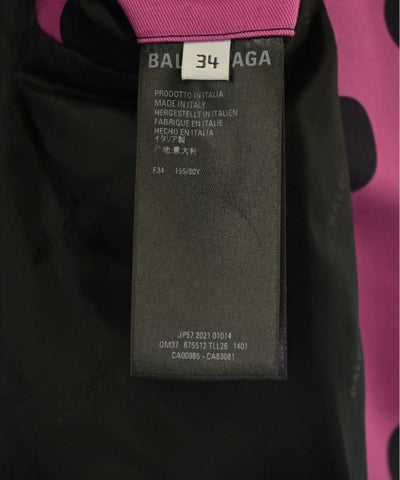 34
BAL AGA
PRODOTTO IN ITALIA
MADE IN ITALY
HERGESTELLT IN ITALIEN
FABRIQUE EN ITALIE
HECHO EN ITALIA
イタリア製
产地:意大利
F34 155/80Y
JP57 2021 01014
OM37 675512 TLL26 1401
CA00985 - CA63081